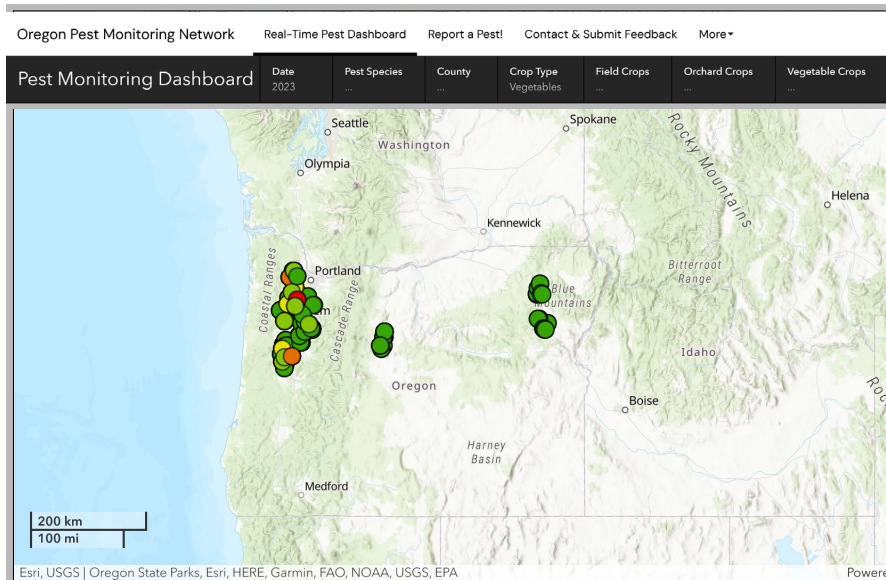 Oregon Pest Monitoring Network Real-Time Pest Dashboard Report a Pest! Contact & Submit Feedback More
Pest Monitoring Dashboard
Date
2023
Pest Species
...
County
...
Crop Type
Vegetables
Field Crops
...
Orchard Crops
...
Vegetable Crops
...
Seattle
Spokane
Washington
Rocky Mountains
Olympia
Helena
Kennewick
Coastal Ranges
Portland
Cascade Range
Blue
Mountains
Bitterroot
Range
Idaho
Oregon
Boise
Harney
Basin
Medford
200 km
100 mi
Esri, USGS | Oregon State Parks, Esri, HERE, Garmin, FAO, NOAA, USGS, EPA
Powere